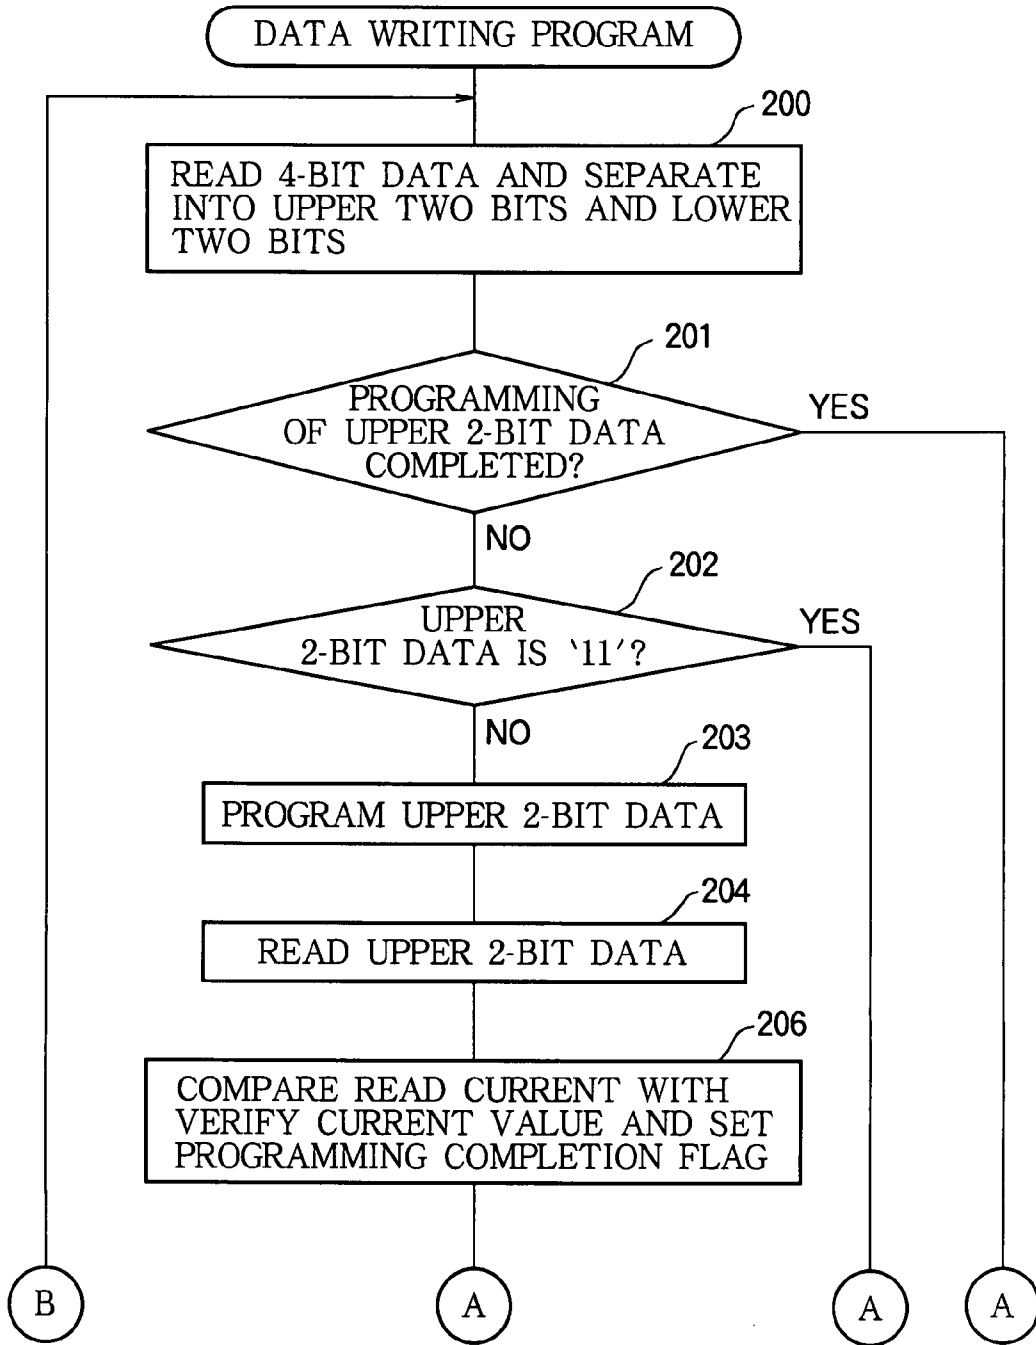 DATA WRITING PROGRAM
200
READ 4-BIT DATA AND SEPARATE
INTO UPPER TWO BITS AND LOWER
TWO BITS
201
PROGRAMMING
OF UPPER 2-BIT DATA
COMPLETED?
YES
NO
202
UPPER
2-BIT DATA IS ‵11′?
YES
NO
203
PROGRAM UPPER 2-BIT DATA
204
READ UPPER 2-BIT DATA
206
COMPARE READ CURRENT WITH
VERIFY CURRENT VALUE AND SET
PROGRAMMING COMPLETION FLAG
B
A
A
A